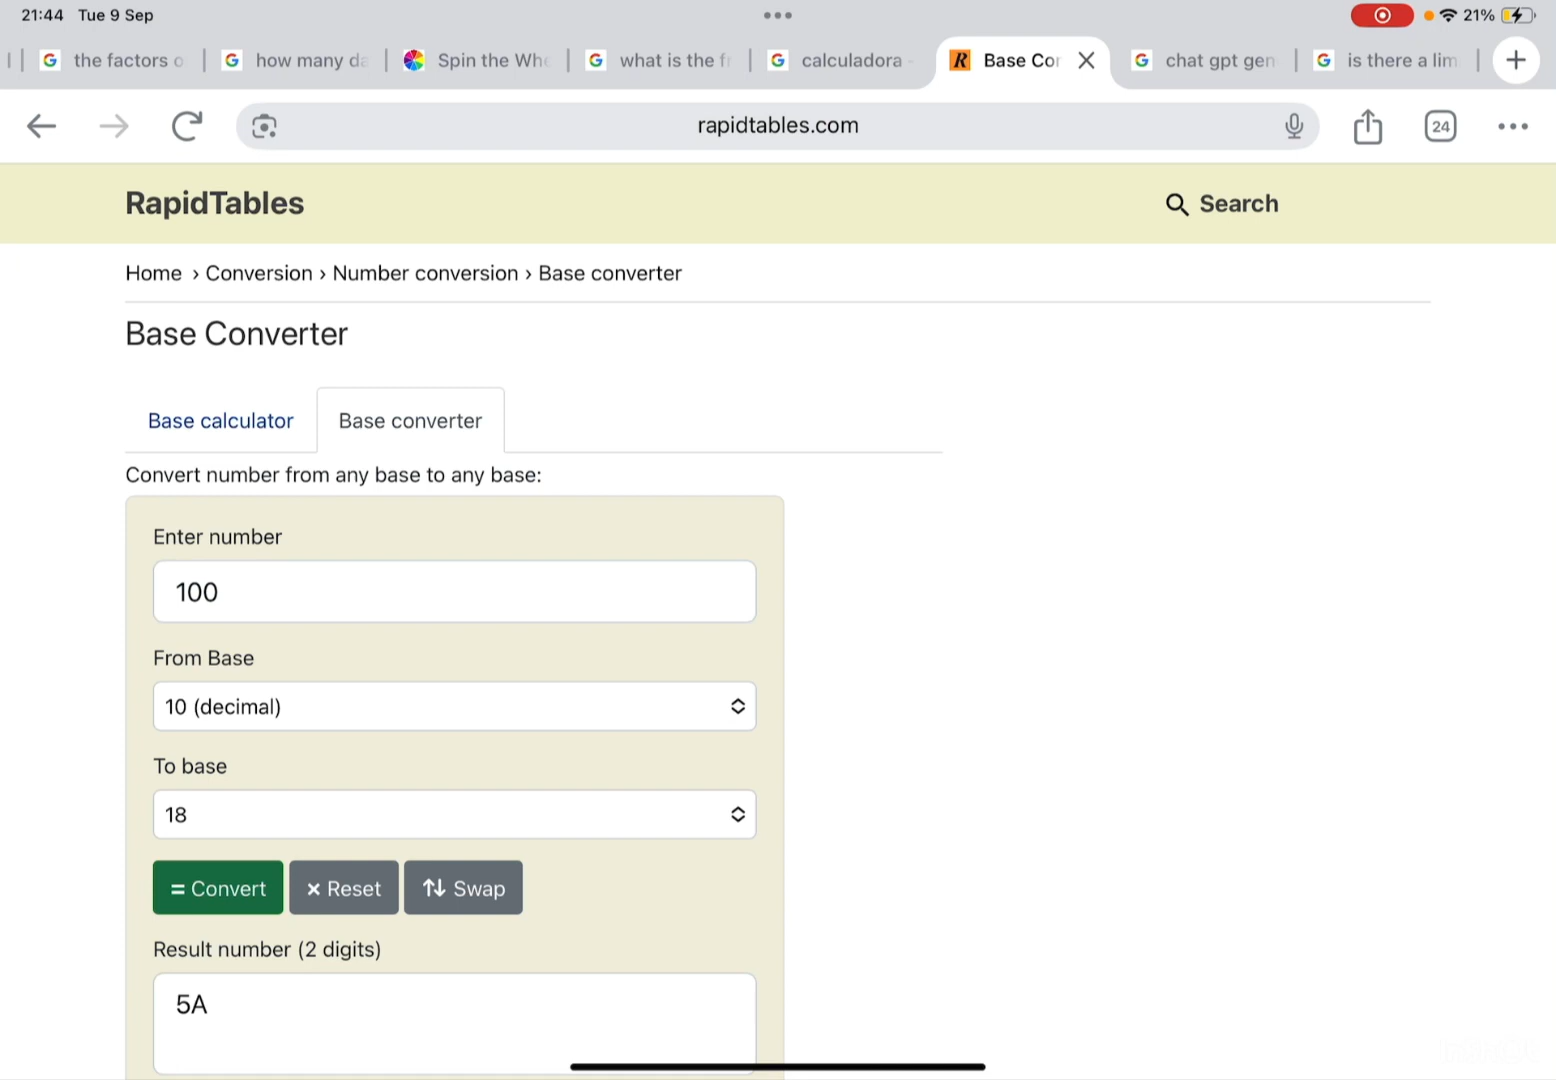 21:44 Tue 9 Sep
21%
the factors o
how many da
Spin the Whe
what is the fr
calculadora -
Base Cor
chat gpt gen
is there a lim
rapidtables.com
24
RapidTables
Search
Home › Conversion › Number conversion › Base converter
Base Converter
Base calculator
Base converter
Convert number from any base to any base:
Enter number
100
From Base
10 (decimal)
To base
18
= Convert
× Reset
Swap
Result number (2 digits)
5A